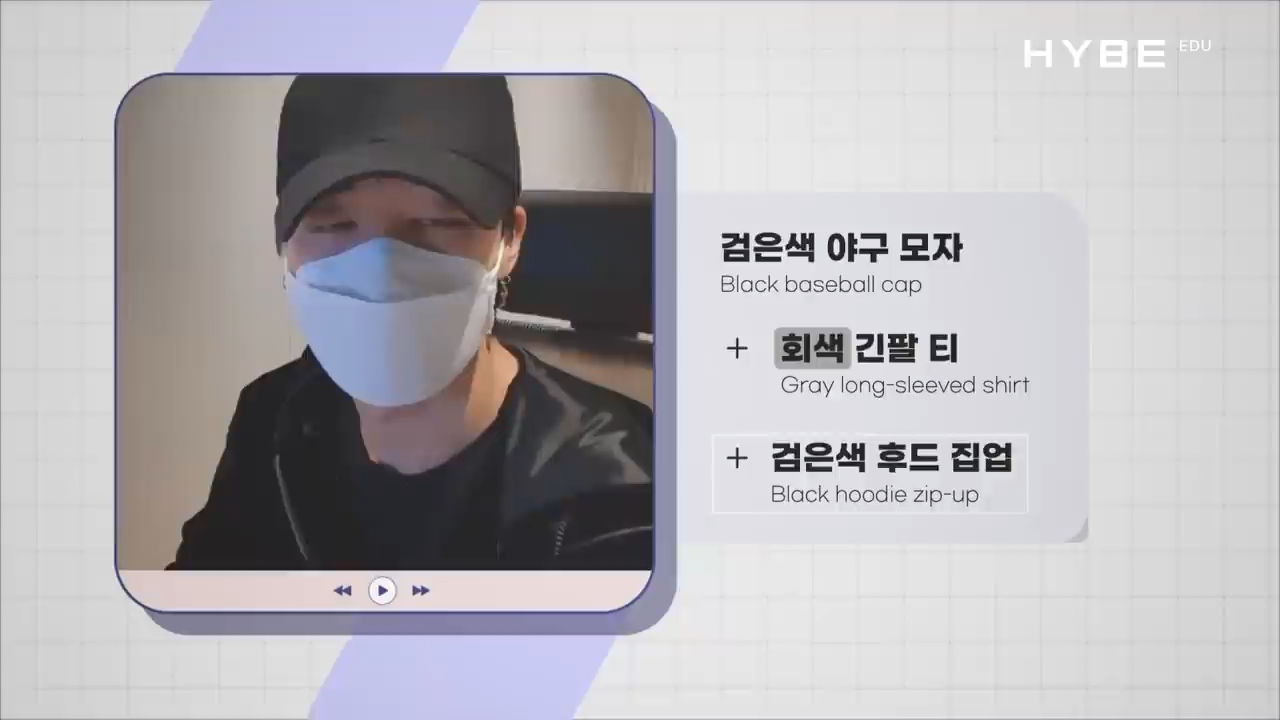 HYBE EDU
검은색 야구 모자
Black baseball cap
+ 회색 긴팔 티
Gray long-sleeved shirt
+ 검은색 후드 집업
Black hoodie zip-up